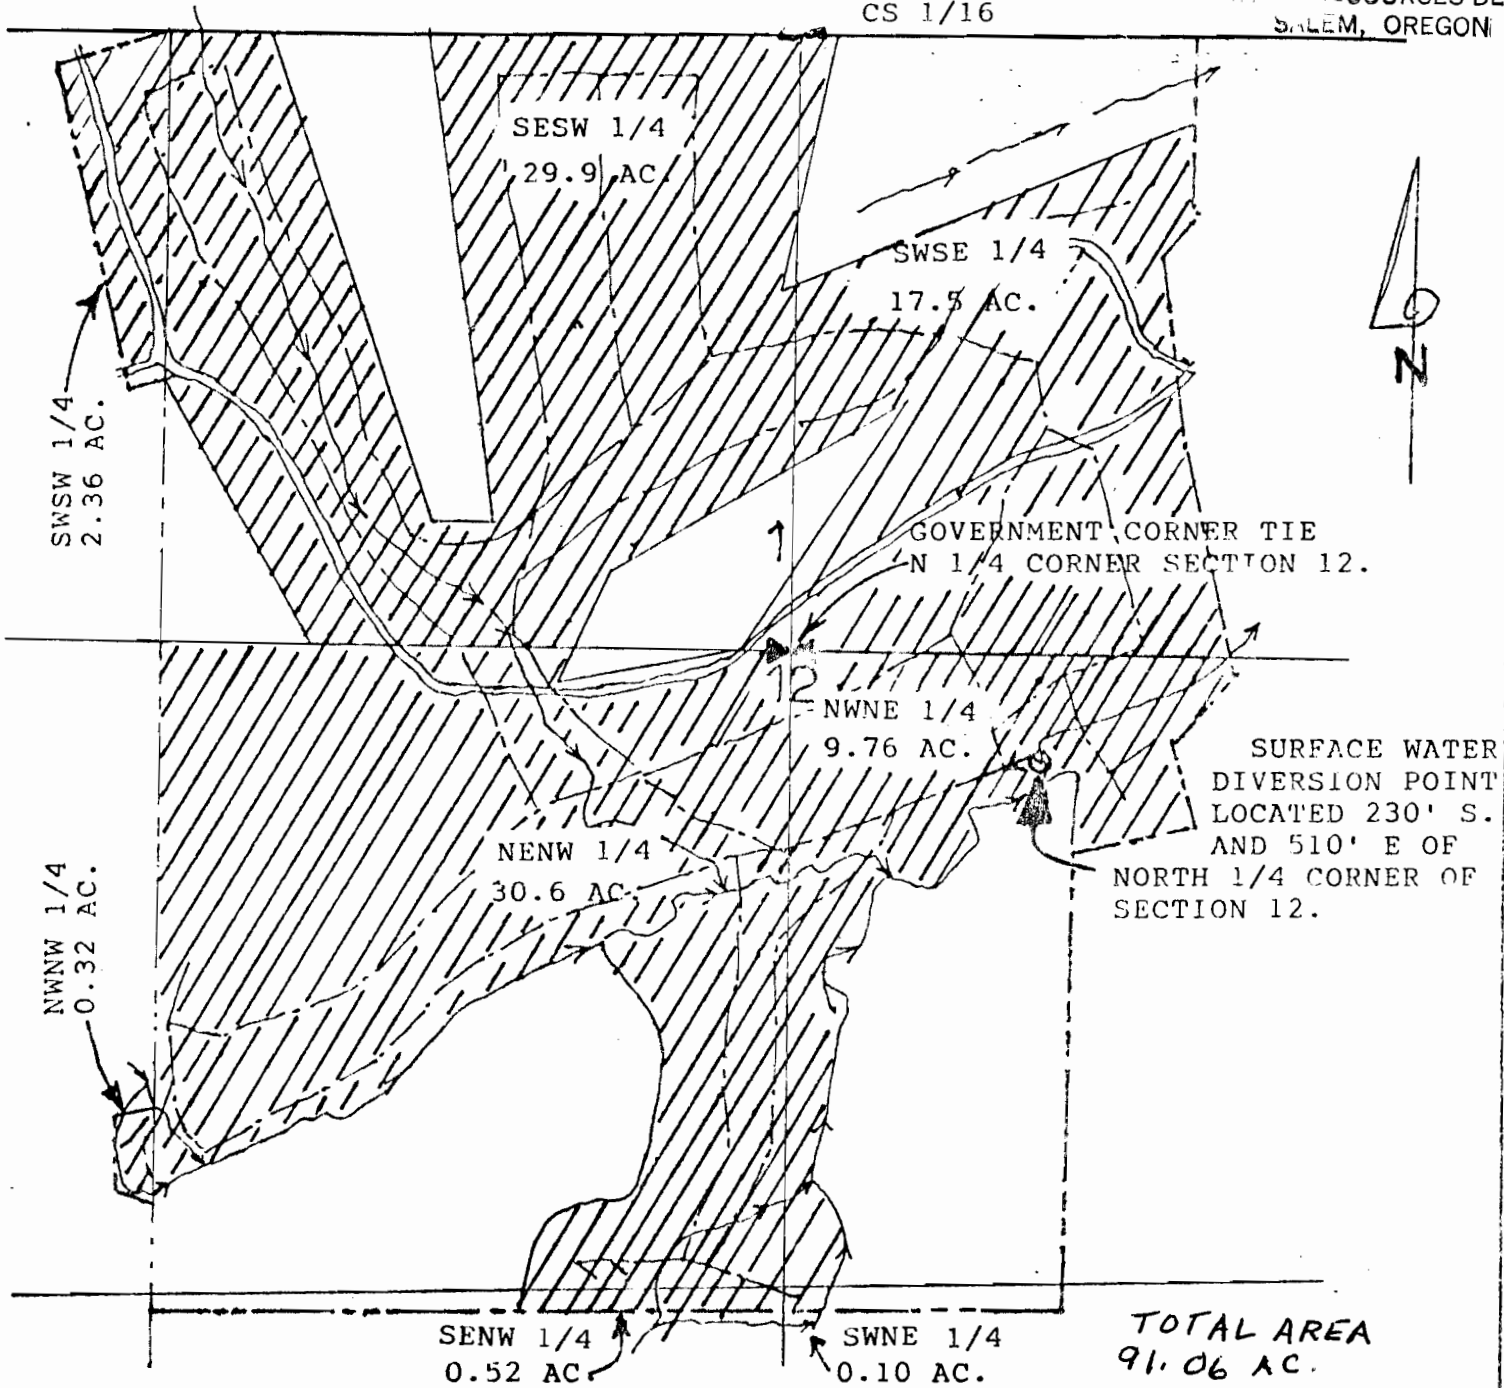 CS 1/16
SALEM, OREGON
SESW 1/4
29.9 AC.
SWSE 1/4
17.5 AC.
N
SWSW 1/4
2.36 AC.
GOVERNMENT CORNER TIE
N 1/4 CORNER SECTION 12.
1
12
NWNE 1/4
9.76 AC.
SURFACE WATER
DIVERSION POINT
LOCATED 230' S.
AND 510' E OF
NORTH 1/4 CORNER OF
SECTION 12.
NENW 1/4
30.6 AC.
NWNW 1/4
0.32 AC.
SENW 1/4
0.52 AC.
SWNE 1/4
0.10 AC.
TOTAL AREA
91.06 AC.